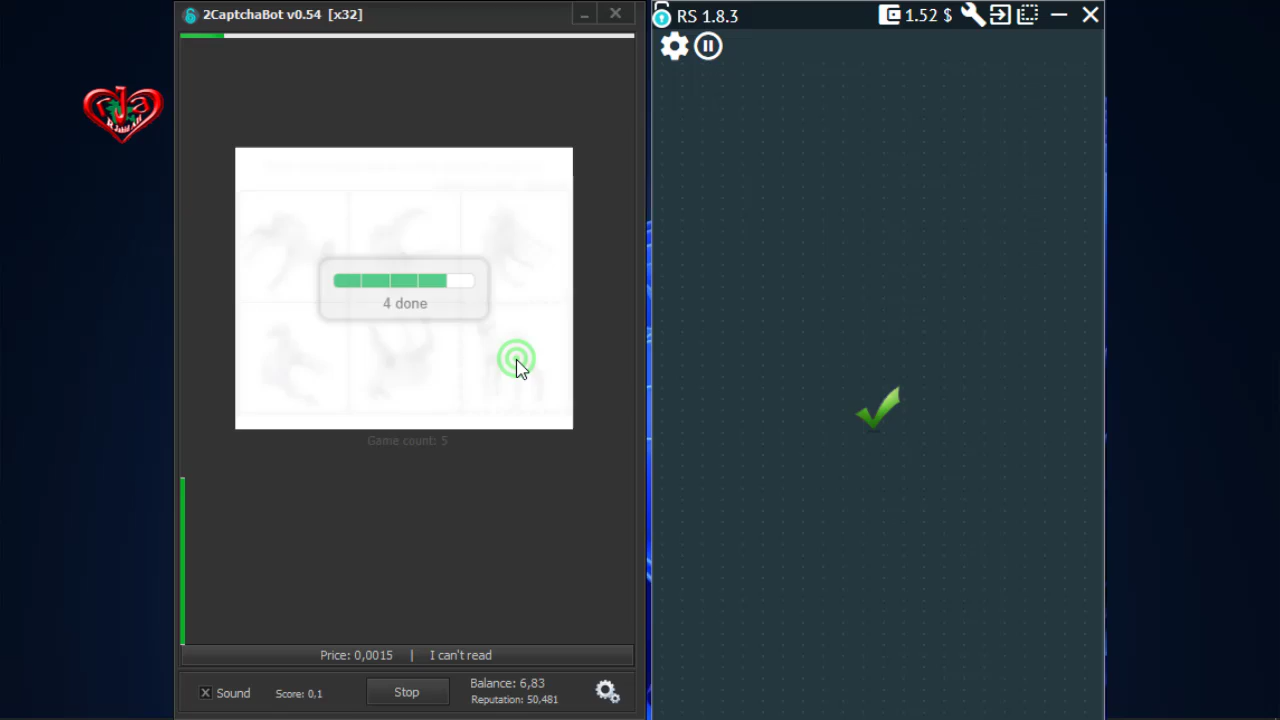 2CaptchaBot v0.54 [x32]
4 done
Game count: 5
Price: 0,0015 | I can't read
Sound
Score: 0,1
Stop
Balance: 6,83
Reputation: 50,481
RS 1.8.3
1.52 $